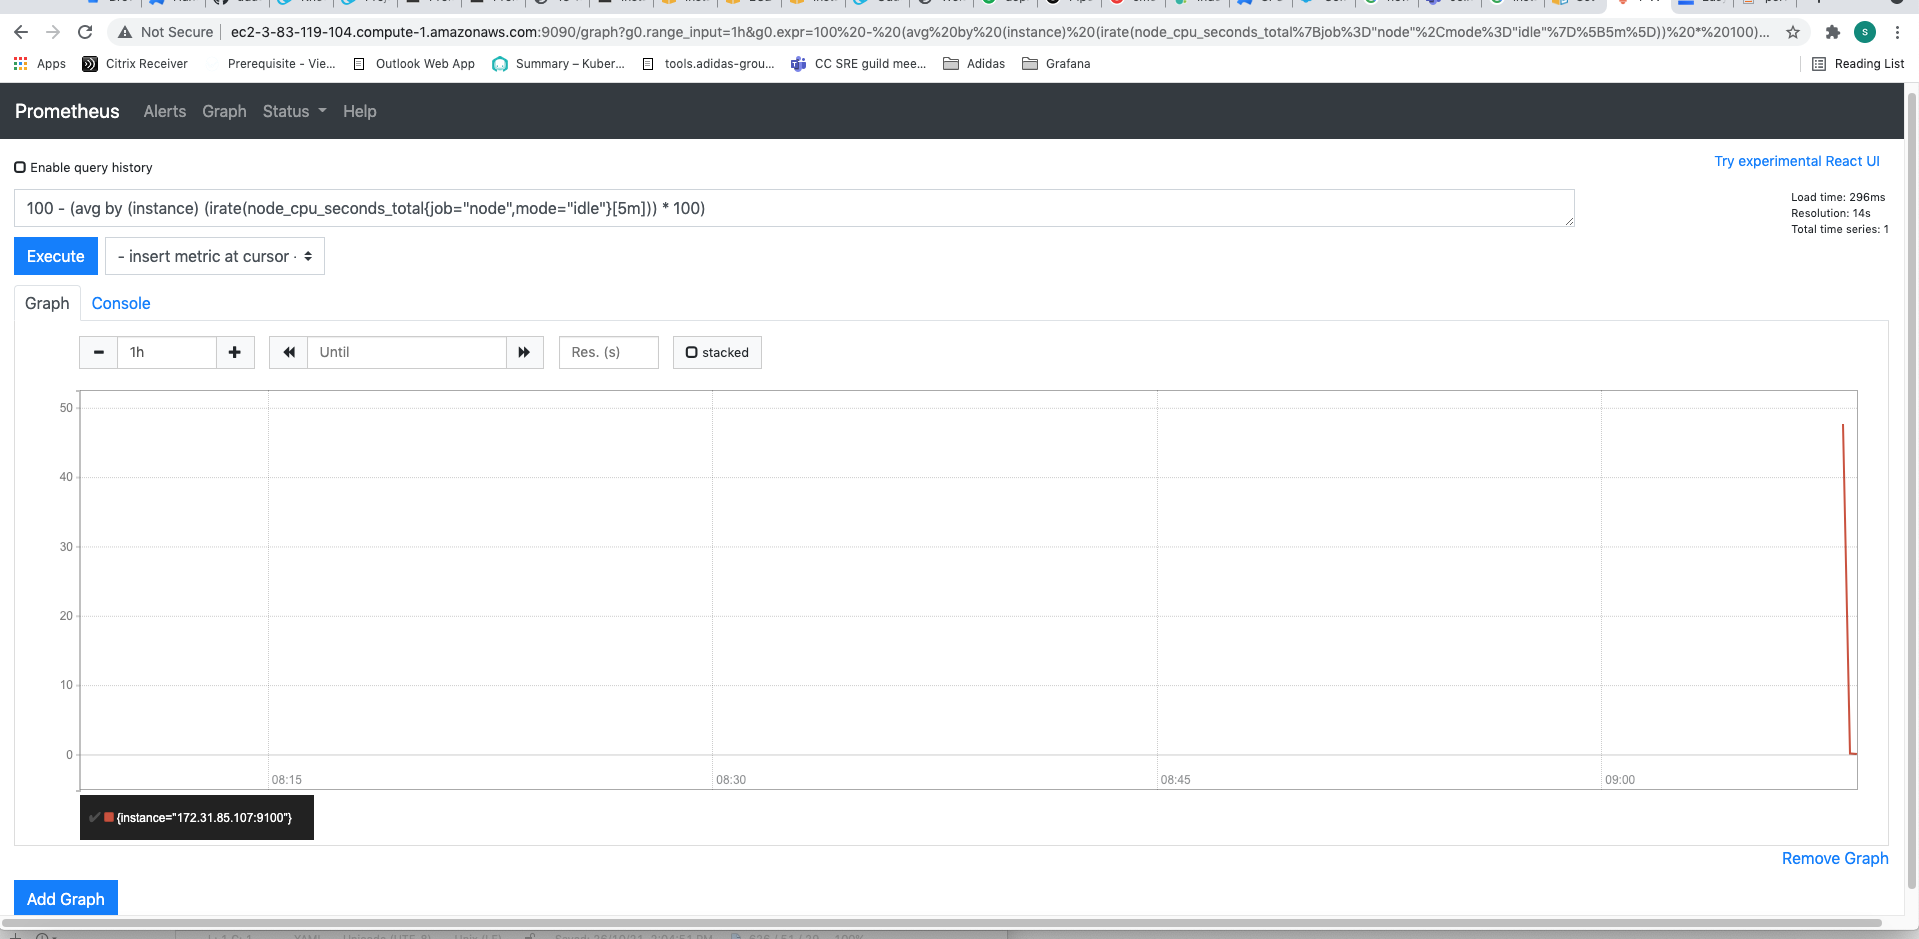 Not Secure ec2-3-83-119-104.compute-1.amazonaws.com:9090/graph?g0.range_input=1h&g0.expr=100%20-%20(avg%20by%20(instance)%20(irate(node_cpu_seconds_total%7Bjob%3D"node"%2Cmode%3D"idle"%7D%5B5m%5D))%20*%20100)... S
Apps Citrix Receiver Prerequisite - Vie... Outlook Web App Summary – Kuber... tools.adidas-grou... CC SRE guild mee... Adidas Grafana Reading List
Prometheus Alerts Graph Status Help
Enable query history
Try experimental React UI
100 - (avg by (instance) (irate(node_cpu_seconds_total{job="node",mode="idle"}[5m])) * 100)
Load time: 296ms
Resolution: 14s
Total time series: 1
Execute - insert metric at cursor -
Graph Console
1h Until Res. (s) stacked
50
40
30
20
10
0
08:15 08:30 08:45 09:00
{instance="172.31.85.107:9100"}
Remove Graph
Add Graph